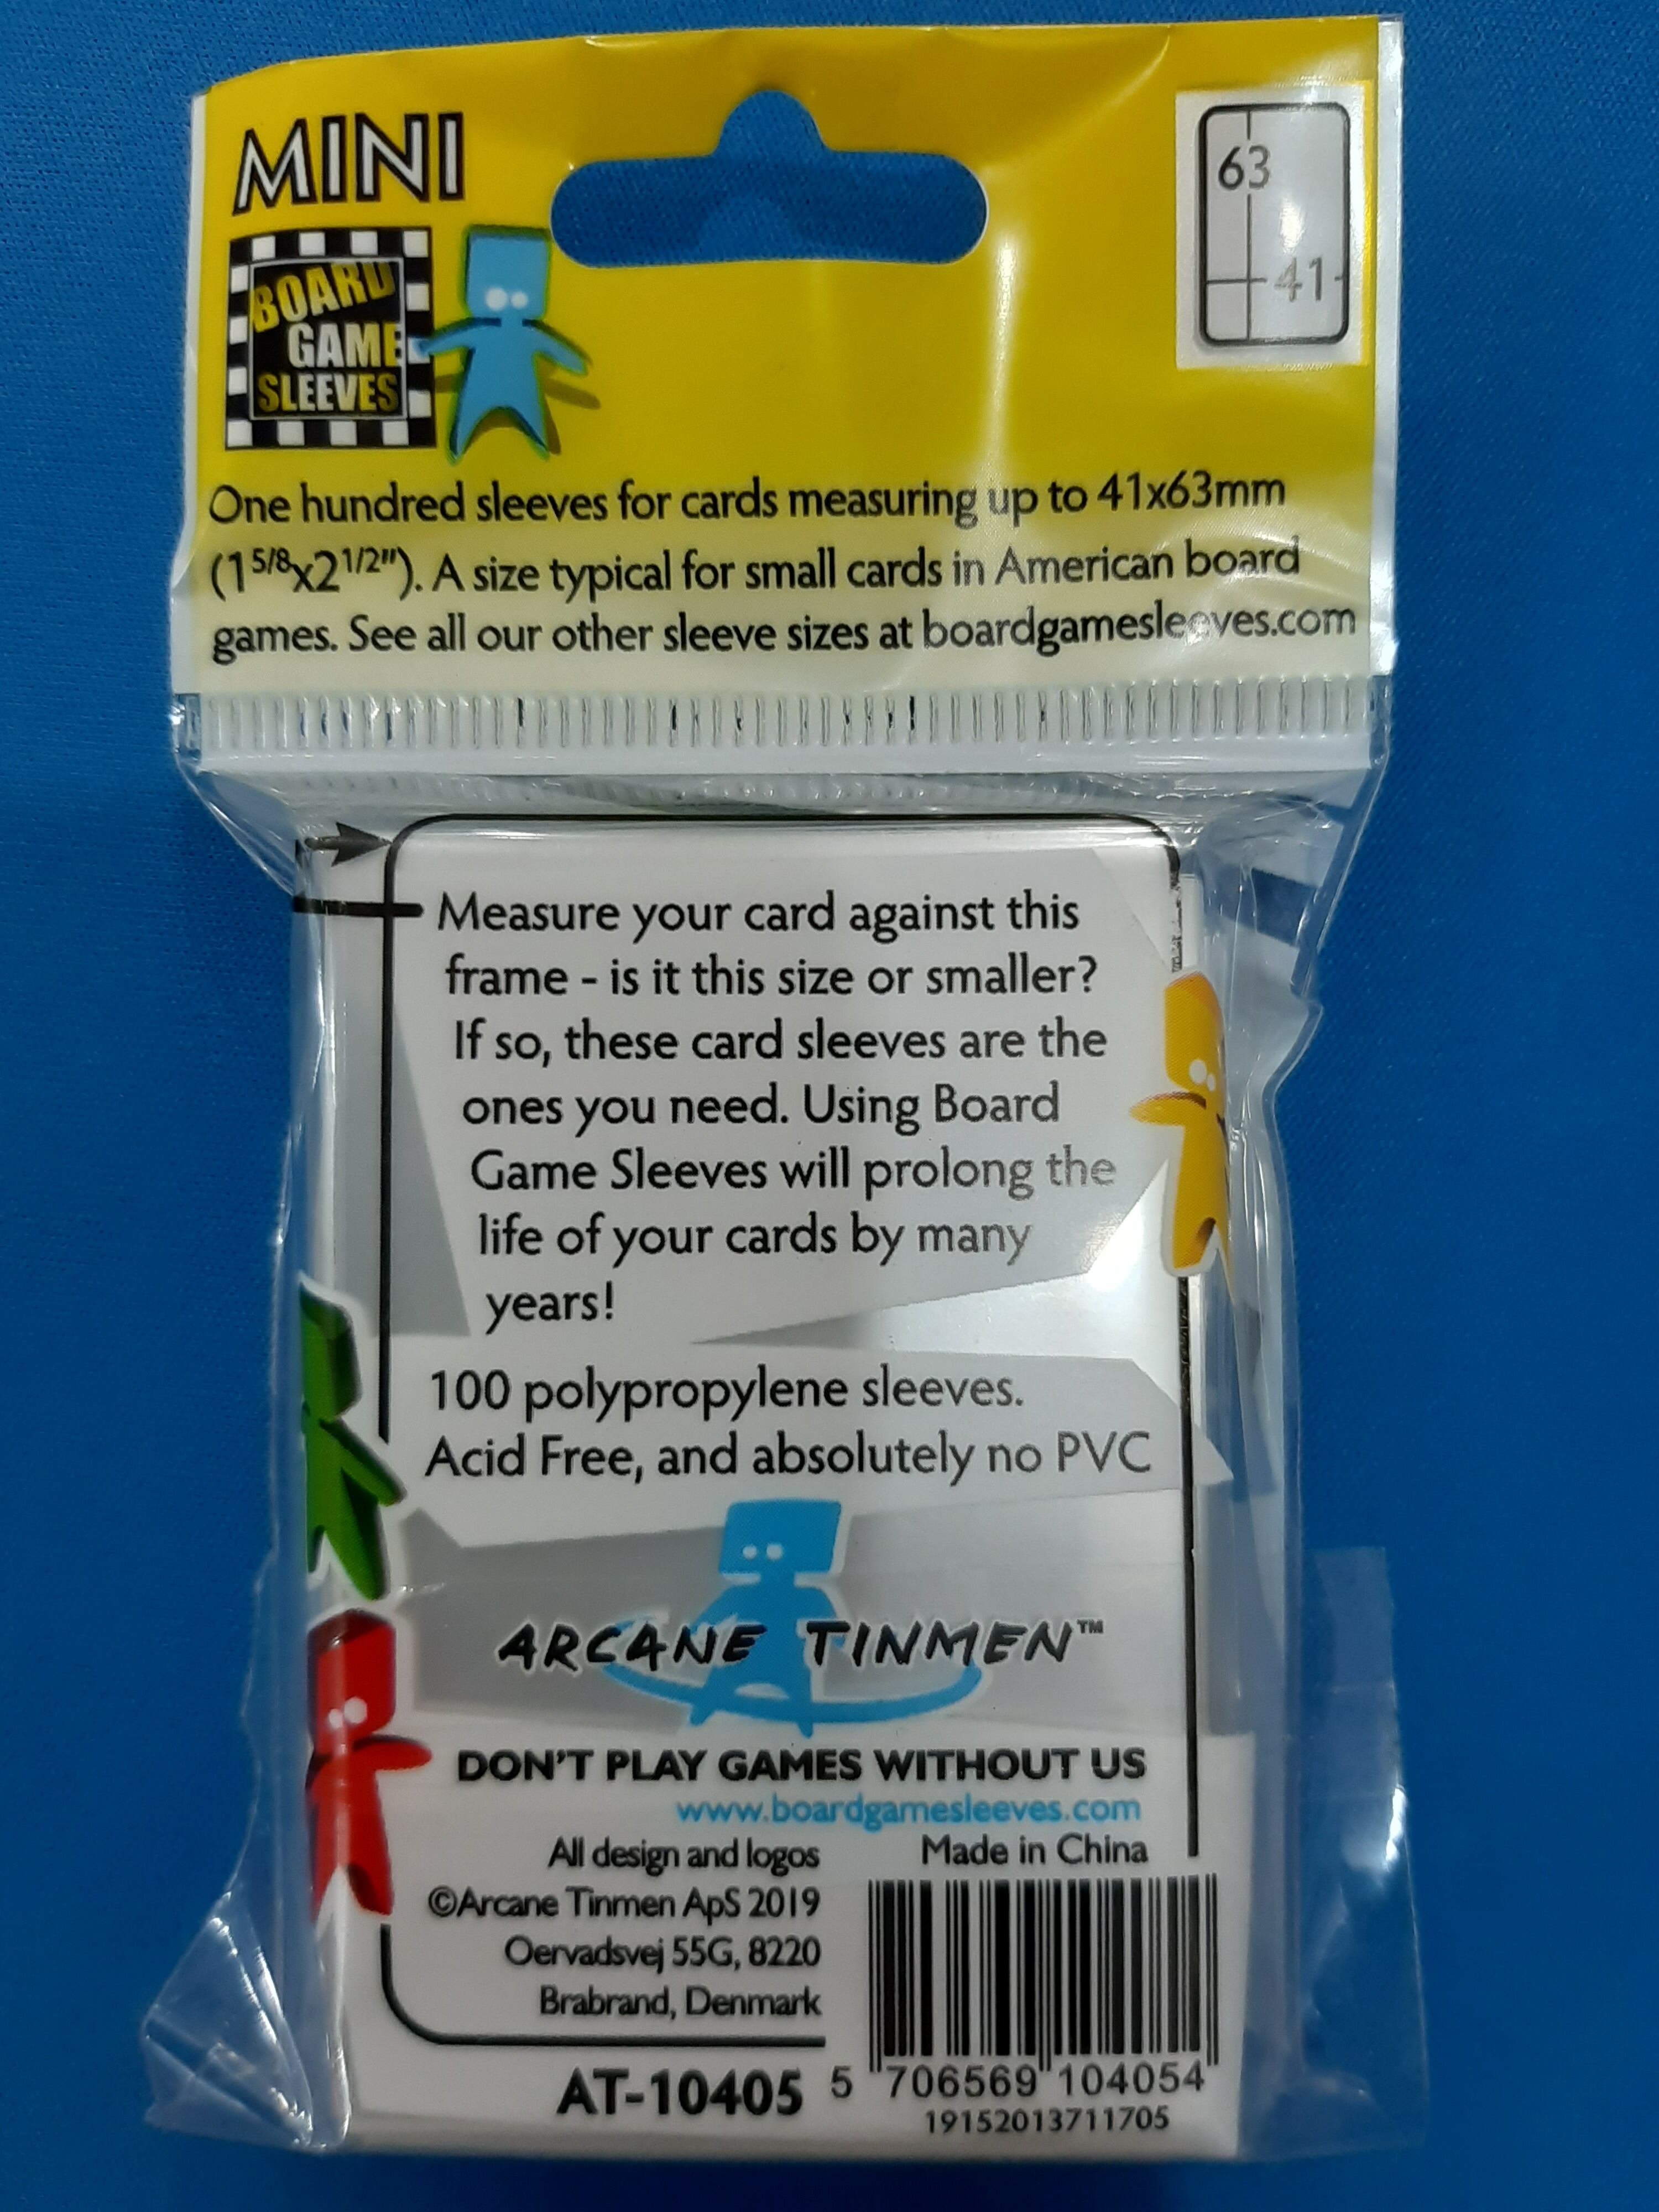 MINI
63
41
BOARD
GAME
SLEEVES
One hundred sleeves for cards measuring up to 41x63mm
(1 5/8x2 1/2"). A size typical for small cards in American board
games. See all our other sleeve sizes at boardgamesleeves.com
Measure your card against this
frame - is it this size or smaller?
If so, these card sleeves are the
ones you need. Using Board
Game Sleeves will prolong the
life of your cards by many
years!
100 polypropylene sleeves.
Acid Free, and absolutely no PVC
ARCANE TINMEN™
DON'T PLAY GAMES WITHOUT US
www.boardgamesleeves.com
Made in China
All design and logos
©Arcane Tinmen ApS 2019
Oervadsvej 55G, 8220
Brabrand, Denmark
AT-10405
5 706569 104054
19152013711705